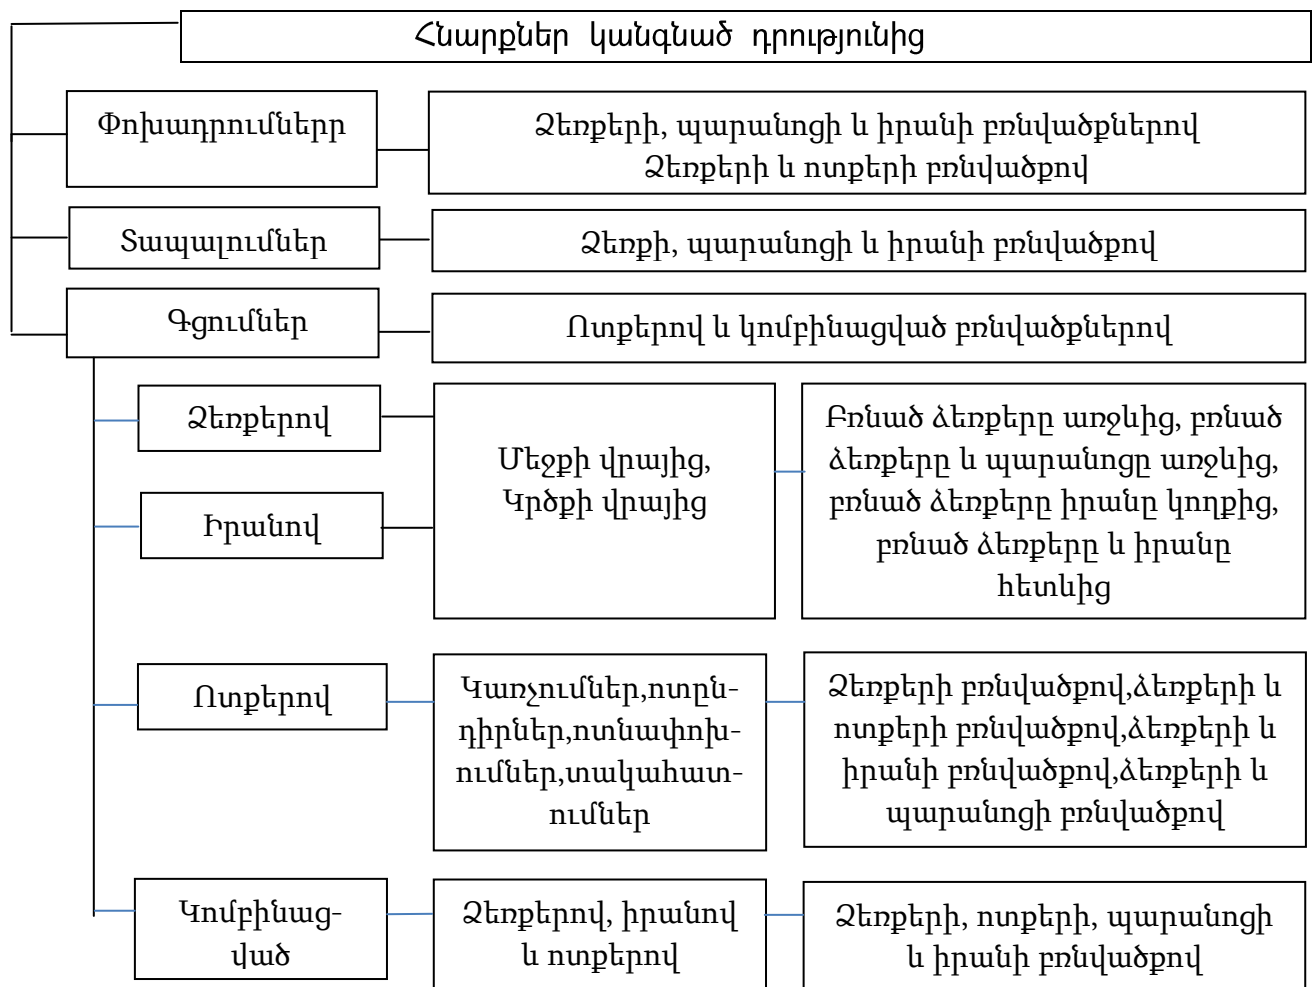 Հնարքներ կանգնած դրությունից
Փոխադրումներր
Ձեռքերի, պարանոցի և իրանի բռնվածքներով
Ձեռքերի և ոտքերի բռնվածքով
Տապալումներ
Ձեռքի, պարանոցի և իրանի բռնվածքով
Գցումներ
Ոտքերով և կոմբինացված բռնվածքներով
Ձեռքերով
Իրանով
Մեջքի վրայից,
Կրծքի վրայից
Բռնած ձեռքերը առջևից, բռնած
ձեռքերը և պարանոցը առջևից,
բռնած ձեռքերը իրանը կողքից,
բռնած ձեռքերը և իրանը
հետևից
Ոտքերով
Կառչումներ,ոտըն-
դիրներ,ոտնափոխ-
ումներ,տակահատ-
ումներ
Ձեռքերի բռնվածքով,ձեռքերի և
ոտքերի բռնվածքով,ձեռքերի և
իրանի բռնվածքով,ձեռքերի և
պարանոցի բռնվածքով
Կոմբինաց-
ված
Ձեռքերով, իրանով
և ոտքերով
Ձեռքերի, ոտքերի, պարանոցի
և իրանի բռնվածքով